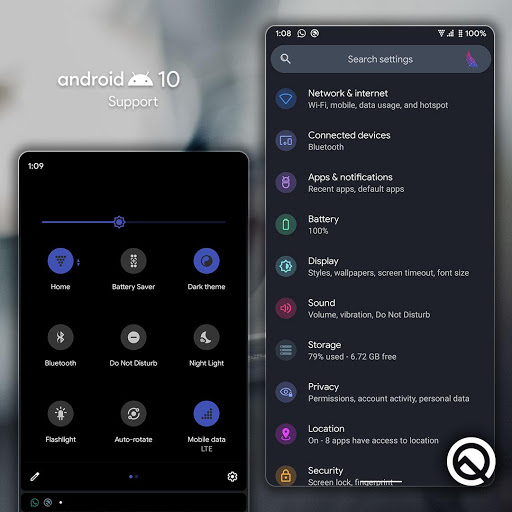 android 10
Support
1:09
Home
Battery Saver
Dark theme
Bluetooth
Do Not Disturb
Night Light
Flashlight
Auto-rotate
Mobile data
LTE
1:08
100%
Search settings
Network & internet
Wi-Fi, mobile, data usage, and hotspot
Connected devices
Bluetooth
Apps & notifications
Recent apps, default apps
Battery
100%
Display
Styles, wallpapers, screen timeout, font size
Sound
Volume, vibration, Do Not Disturb
Storage
79% used - 6.72 GB free
Privacy
Permissions, account activity, personal data
Location
On - 8 apps have access to location
Security
Screen lock, fingerprint